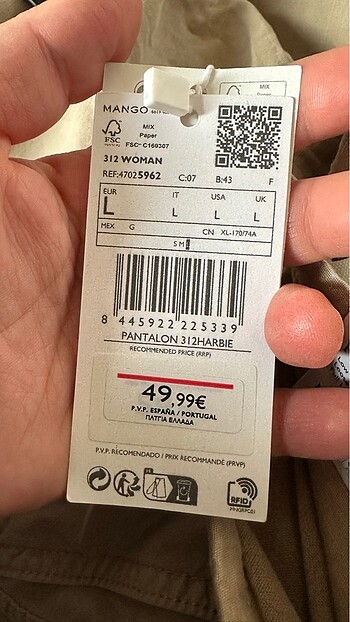 MIX
MANGO
FSC
MIX
Paper
FSC® C160307
312 WOMAN
REF:47025962 C:07 B:43 F
EUR IT USA UK
L L L L
MEX G CN XL-170/74A
S M L
8 445922 225339
PANTALON 312HARBIE
RECOMMENDED PRICE (RRP)
49,99€
P.V.P. ESPAÑA / PORTUGAL
ΠΛΤΓΙΑ ΕΛΛΑΔΑ
P.V.P. RECOMENDADO / PRIX RECOMMANDÉ (PRVP)
RFID